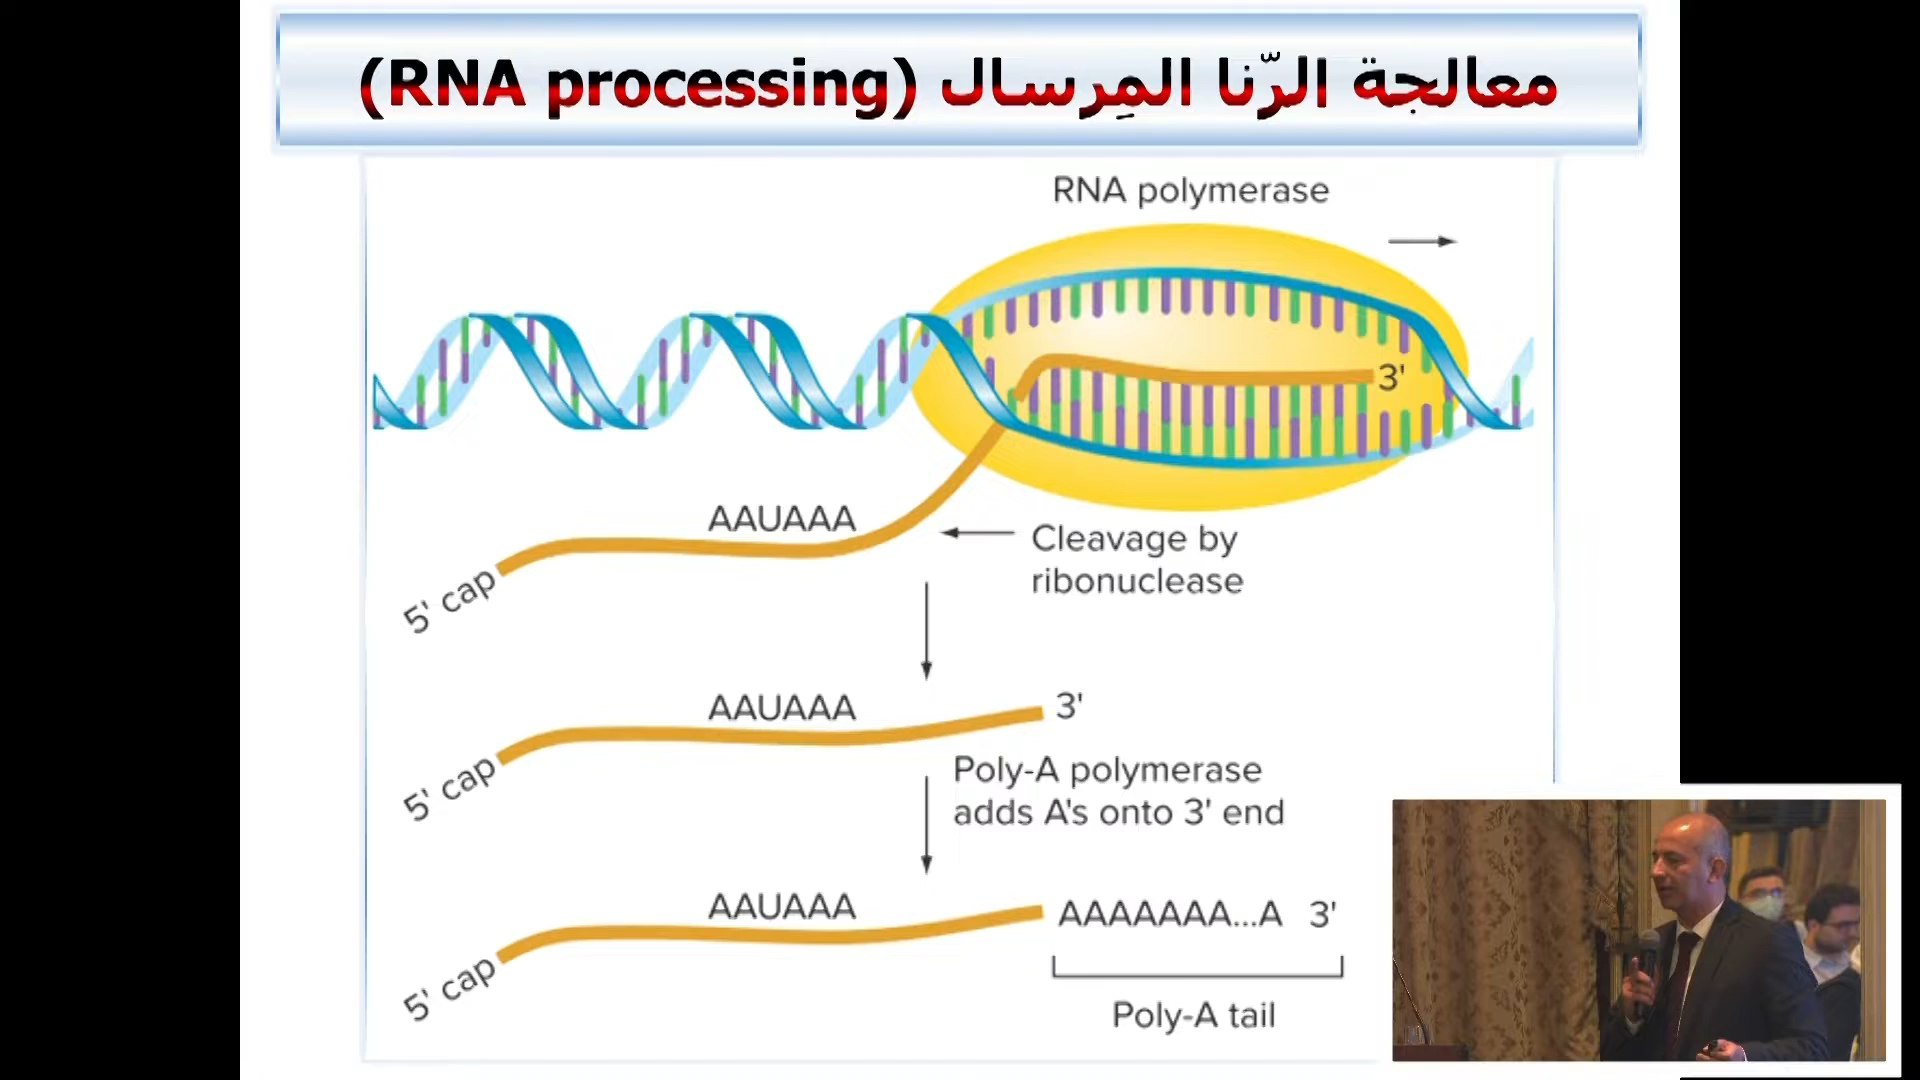 معالجة الرّنا المِرسال (RNA processing)
RNA polymerase
3'
AAUAAA
Cleavage by
ribonuclease
5' cap
AAUAAA
3'
5' cap
Poly-A polymerase
adds A's onto 3' end
AAUAAA
AAAAAAA...A 3'
5' cap
Poly-A tail